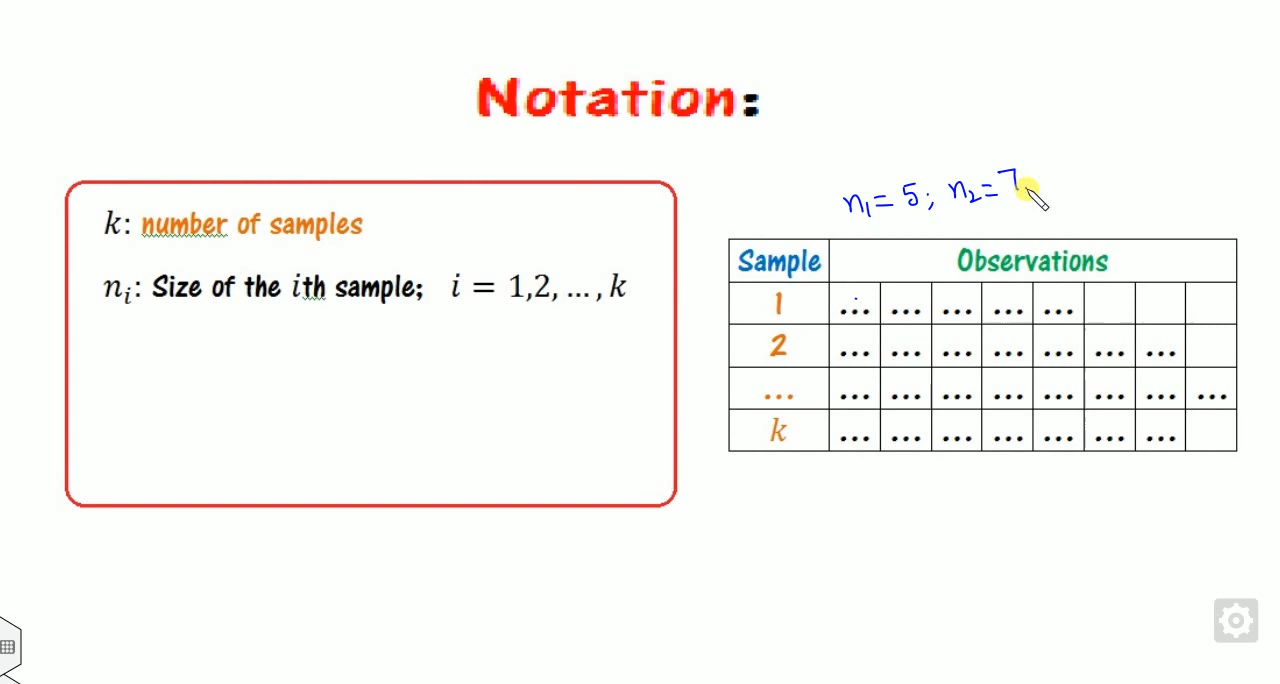 Notation:
k: number of samples
nᵢ: Size of the ith sample; i = 1,2, … , k
n₁ = 5; n₂ = 7
Sample Observations
1 … … … … …
2 … … … … … … …
… … … … … … … … …
k … … … … … … …